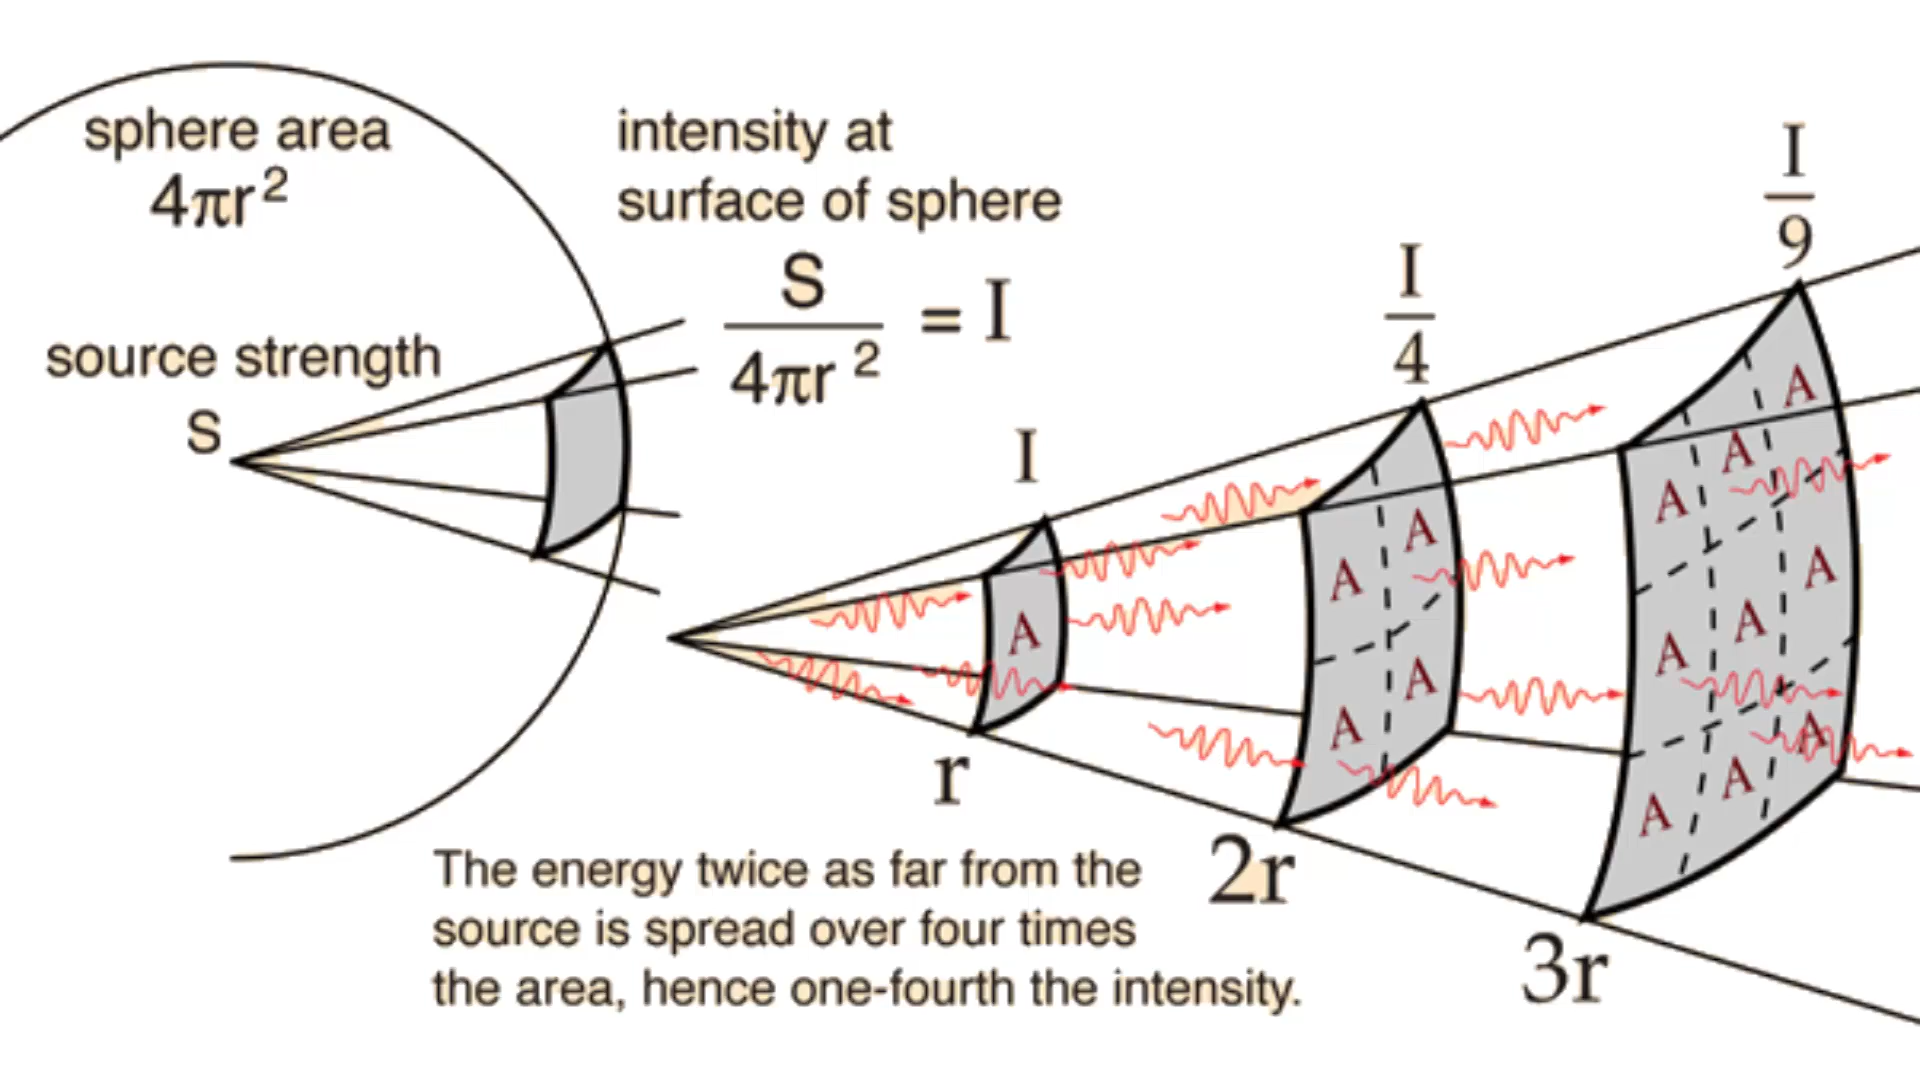 sphere area
4πr²
source strength
S
intensity at
surface of sphere
S
4πr²
= I
I
I
4
I
9
A
A
A
A
A
A
A
A
A
A
A
A
A
A
r
2r
3r
The energy twice as far from the
source is spread over four times
the area, hence one-fourth the intensity.